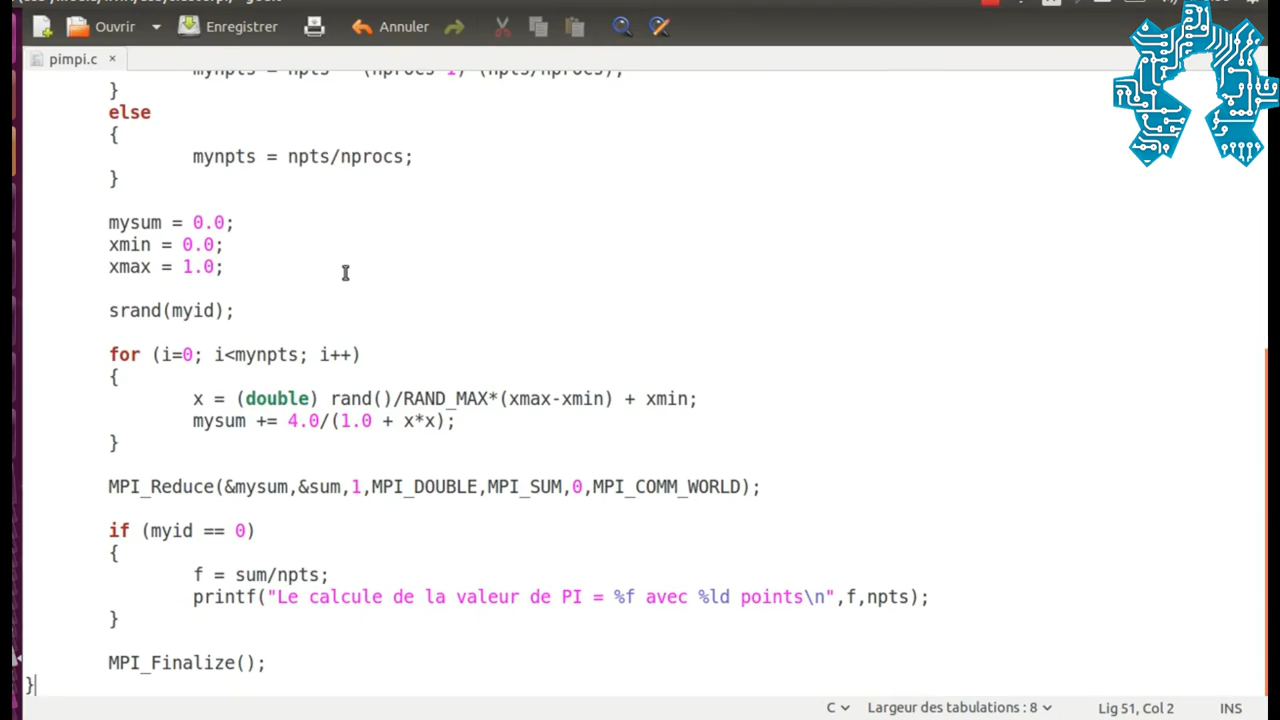 Ouvrir Enregistrer Annuler
pimpi.c ×
}
else
{
mynpts = npts/nprocs;
}
mysum = 0.0;
xmin = 0.0;
xmax = 1.0;
srand(myid);
for (i=0; i<mynpts; i++)
{
x = (double) rand()/RAND_MAX*(xmax-xmin) + xmin;
mysum += 4.0/(1.0 + x*x);
}
MPI_Reduce(&mysum,&sum,1,MPI_DOUBLE,MPI_SUM,0,MPI_COMM_WORLD);
if (myid == 0)
{
f = sum/npts;
printf("Le calcule de la valeur de PI = %f avec %ld points\n",f,npts);
}
MPI_Finalize();
}
C Largeur des tabulations : 8 Lig 51, Col 2 INS